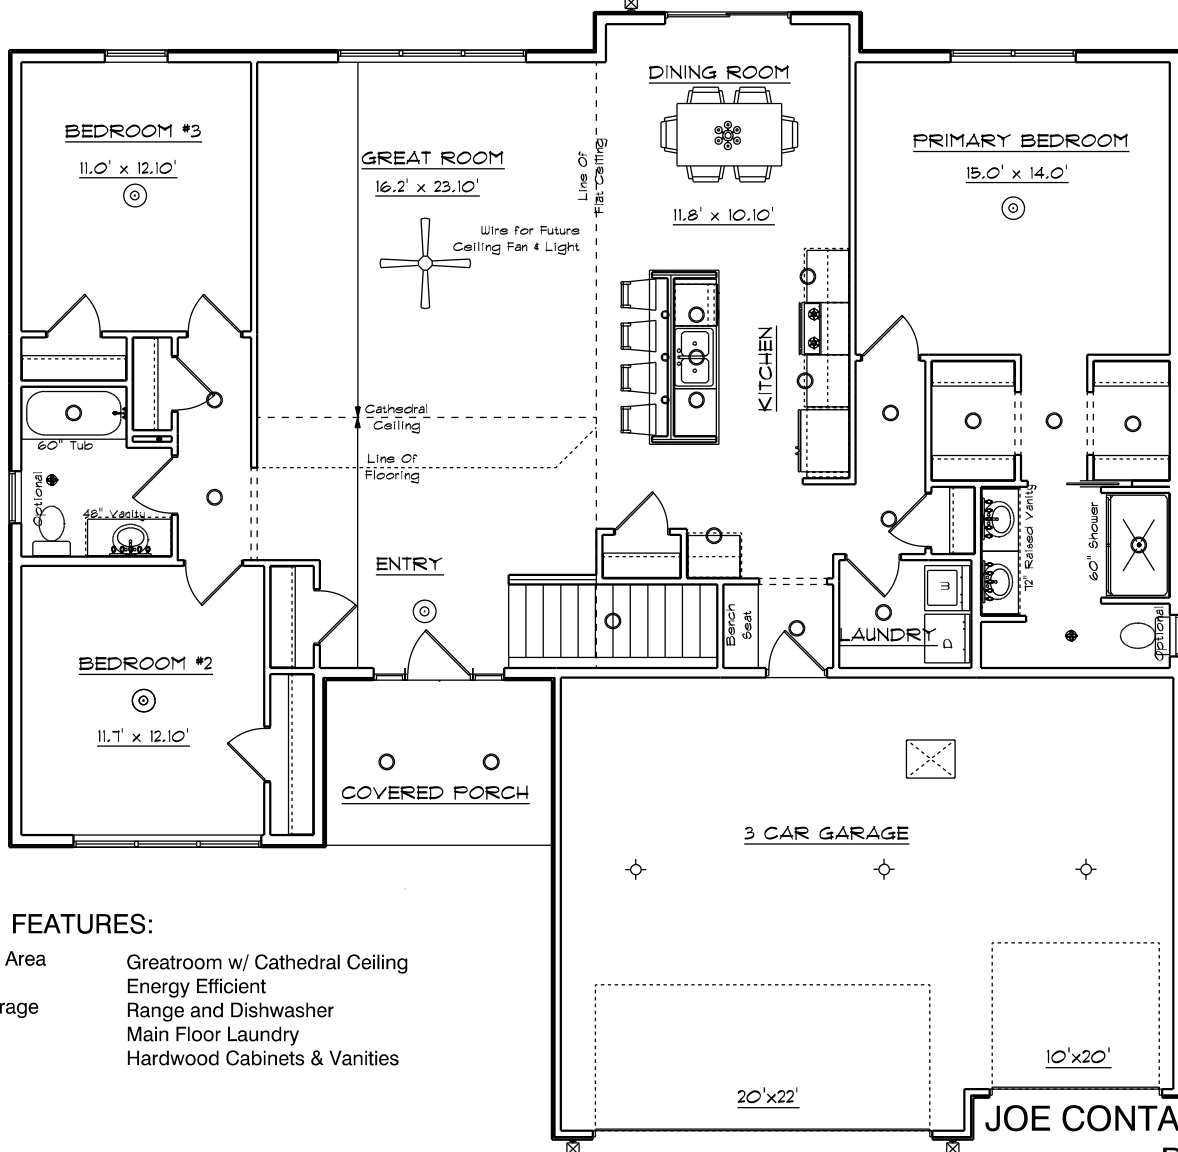 DINING ROOM
BEDROOM #3
11.0' x 12.10'
GREAT ROOM
16.2' x 23.10'
Line Of
Flat Ceiling
PRIMARY BEDROOM
15.0' x 14.0'
11.8' x 10.10'
Wire for Future
Ceiling Fan & Light
KITCHEN
Cathedral
Ceiling
Line Of
Flooring
60" Tub
Optional
48" Vanity
72" Raised Vanity
60" Shower
ENTRY
W
D
LAUNDRY
Bench
Seat
Optional
BEDROOM #2
11.7' x 12.10'
COVERED PORCH
3 CAR GARAGE
FEATURES:
Area
rage
Greatroom w/ Cathedral Ceiling
Energy Efficient
Range and Dishwasher
Main Floor Laundry
Hardwood Cabinets & Vanities
10'x20'
20'x22'
JOE CONTA